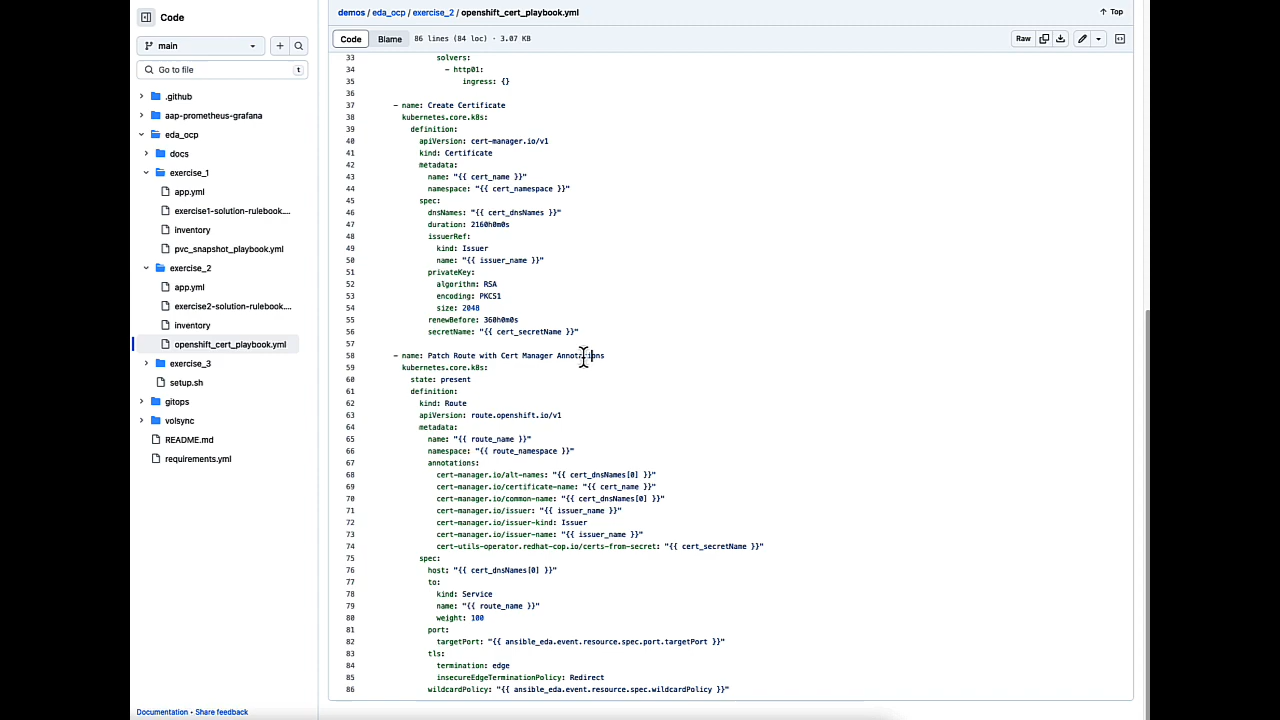 Code
main
Go to file
t
.github
aap-prometheus-grafana
eda_ocp
docs
exercise_1
app.yml
exercise1-solution-rulebook....
inventory
pvc_snapshot_playbook.yml
exercise_2
app.yml
exercise2-solution-rulebook....
inventory
openshift_cert_playbook.yml
exercise_3
setup.sh
gitops
volsync
README.md
requirements.yml
Documentation • Share feedback
demos / eda_ocp / exercise_2 / openshift_cert_playbook.yml
Top
Code Blame 86 lines (84 loc) · 3.07 KB
Raw
33 solvers:
34 - http01:
35 ingress: {}
36
37 - name: Create Certificate
38 kubernetes.core.k8s:
39 definition:
40 apiVersion: cert-manager.io/v1
41 kind: Certificate
42 metadata:
43 name: "{{ cert_name }}"
44 namespace: "{{ cert_namespace }}"
45 spec:
46 dnsNames: "{{ cert_dnsNames }}"
47 duration: 2160h0m0s
48 issuerRef:
49 kind: Issuer
50 name: "{{ issuer_name }}"
51 privateKey:
52 algorithm: RSA
53 encoding: PKCS1
54 size: 2048
55 renewBefore: 360h0m0s
56 secretName: "{{ cert_secretName }}"
57
58 - name: Patch Route with Cert Manager Annotations
59 kubernetes.core.k8s:
60 state: present
61 definition:
62 kind: Route
63 apiVersion: route.openshift.io/v1
64 metadata:
65 name: "{{ route_name }}"
66 namespace: "{{ route_namespace }}"
67 annotations:
68 cert-manager.io/alt-names: "{{ cert_dnsNames[0] }}"
69 cert-manager.io/certificate-name: "{{ cert_name }}"
70 cert-manager.io/common-name: "{{ cert_dnsNames[0] }}"
71 cert-manager.io/issuer: "{{ issuer_name }}"
72 cert-manager.io/issuer-kind: Issuer
73 cert-manager.io/issuer-name: "{{ issuer_name }}"
74 cert-utils-operator.redhat-cop.io/certs-from-secret: "{{ cert_secretName }}"
75 spec:
76 host: "{{ cert_dnsNames[0] }}"
77 to:
78 kind: Service
79 name: "{{ route_name }}"
80 weight: 100
81 port:
82 targetPort: "{{ ansible_eda.event.resource.spec.port.targetPort }}"
83 tls:
84 termination: edge
85 insecureEdgeTerminationPolicy: Redirect
86 wildcardPolicy: "{{ ansible_eda.event.resource.spec.wildcardPolicy }}"